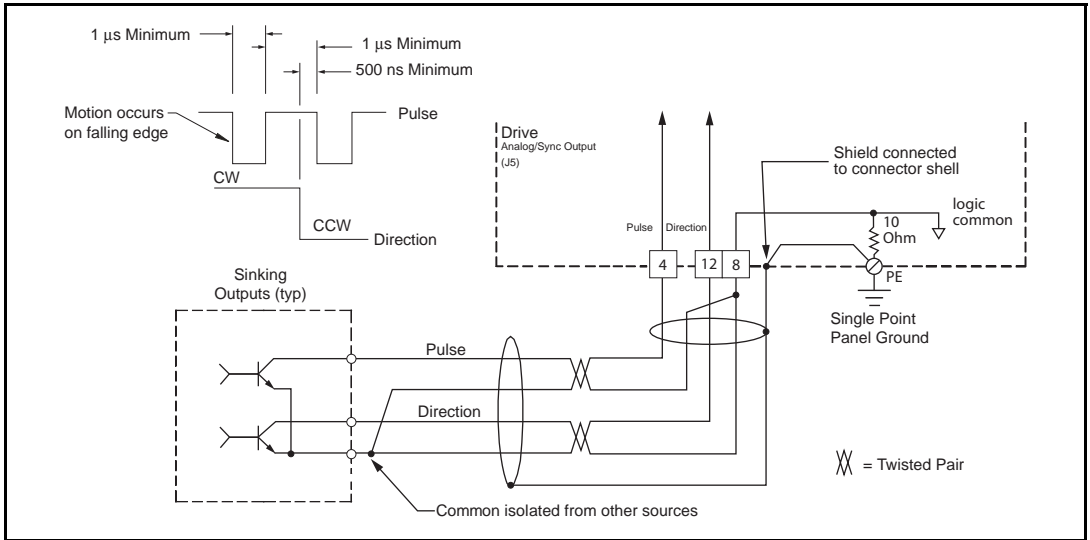 1 µs Minimum
1 µs Minimum
500 ns Minimum
Motion occurs
on falling edge
Pulse
CW
CCW
Direction
Drive
Analog/Sync Output
(J5)
Shield connected
to connector shell
logic
common
10
Ohm
Pulse
Direction
4
12
8
PE
Single Point
Panel Ground
Sinking
Outputs (typ)
Pulse
Direction
= Twisted Pair
Common isolated from other sources